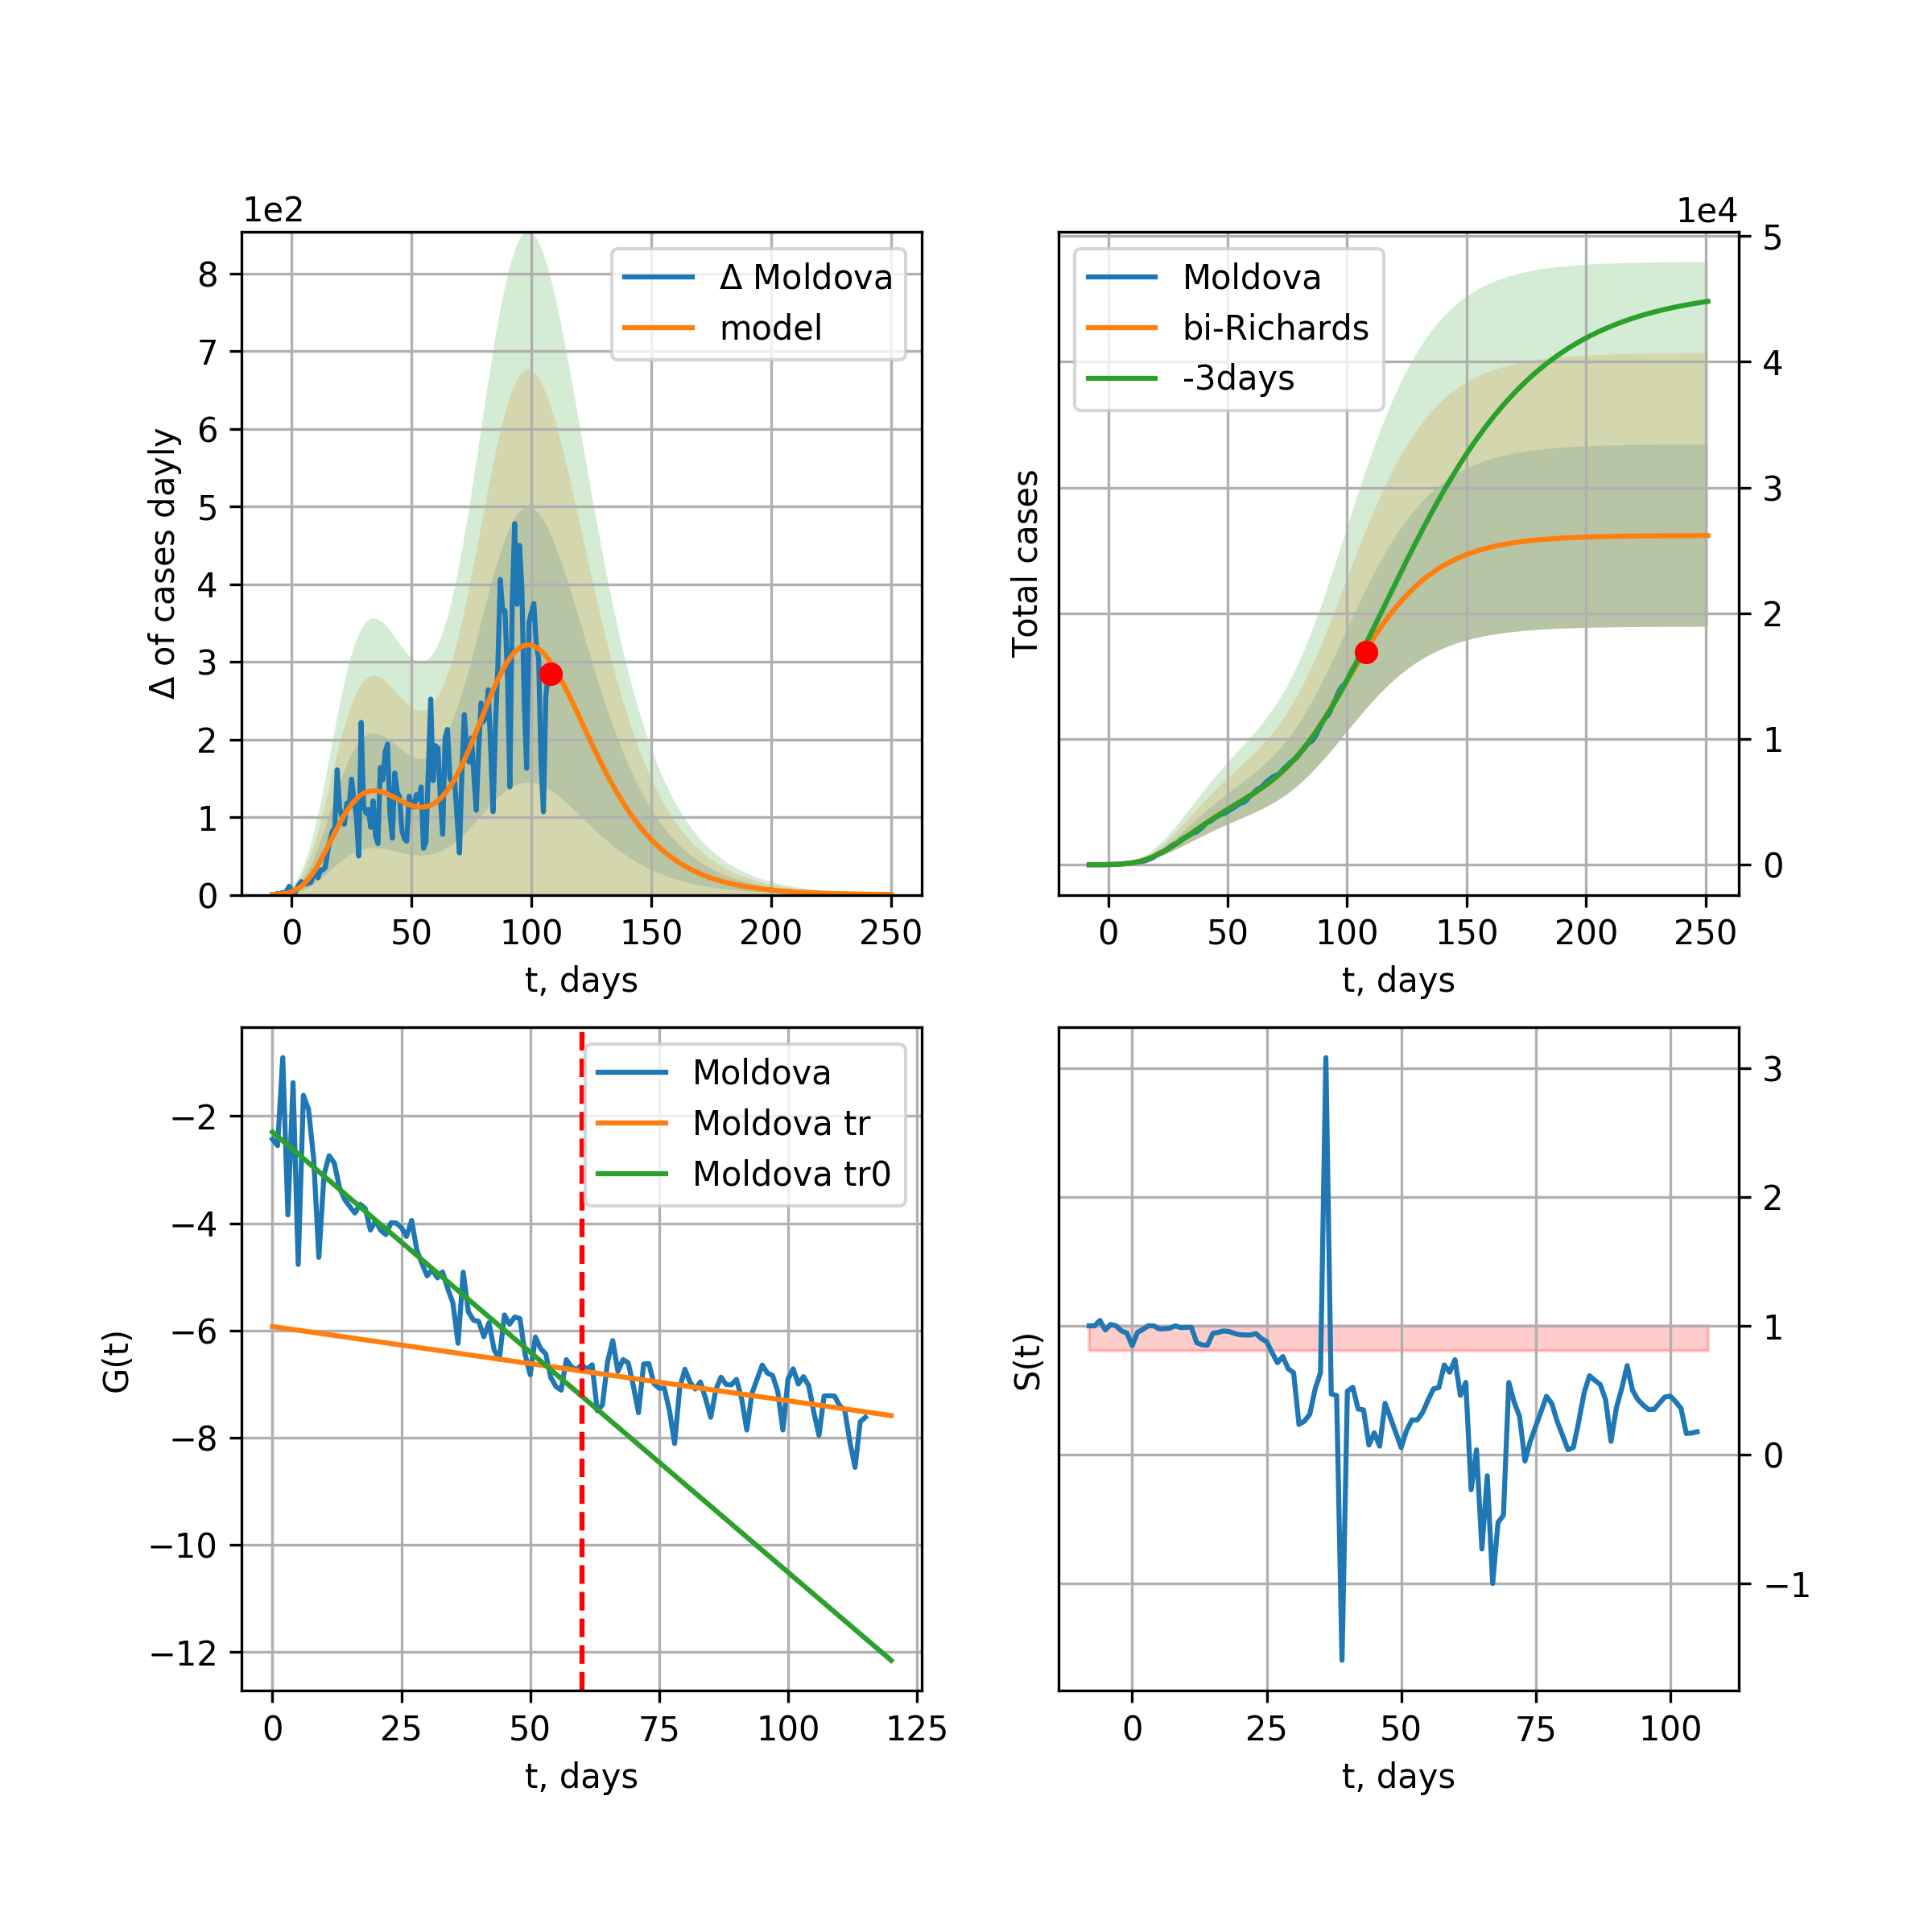 1e2
Δ of cases dayly
8
7
6
5
4
3
2
1
0
Δ Moldova
model
0 50 100 150 200 250
t, days
1e4
Total cases
Moldova
bi-Richards
-3days
5
4
3
2
1
0
0 50 100 150 200 250
t, days
G(t)
−2
−4
−6
−8
−10
−12
Moldova
Moldova tr
Moldova tr0
0 25 50 75 100 125
t, days
S(t)
3
2
1
0
−1
0 25 50 75 100
t, days